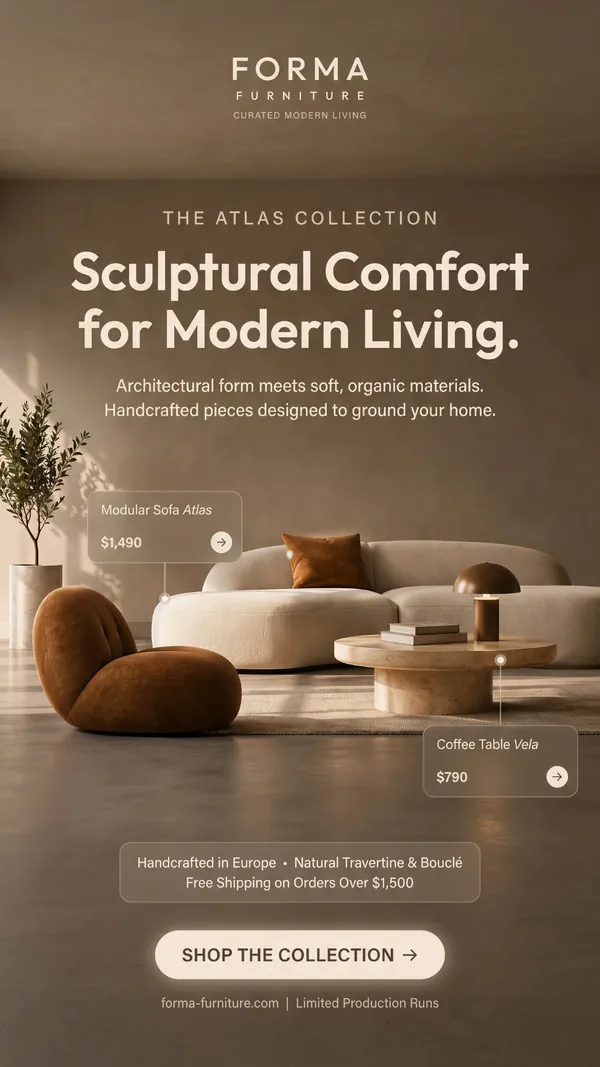 FORMA
FURNITURE
CURATED MODERN LIVING
THE ATLAS COLLECTION
Sculptural Comfort
for Modern Living.
Architectural form meets soft, organic materials.
Handcrafted pieces designed to ground your home.
Modular Sofa Atlas
$1,490 →
Coffee Table Vela
$790 →
Handcrafted in Europe • Natural Travertine & Bouclé
Free Shipping on Orders Over $1,500
SHOP THE COLLECTION →
forma-furniture.com | Limited Production Runs